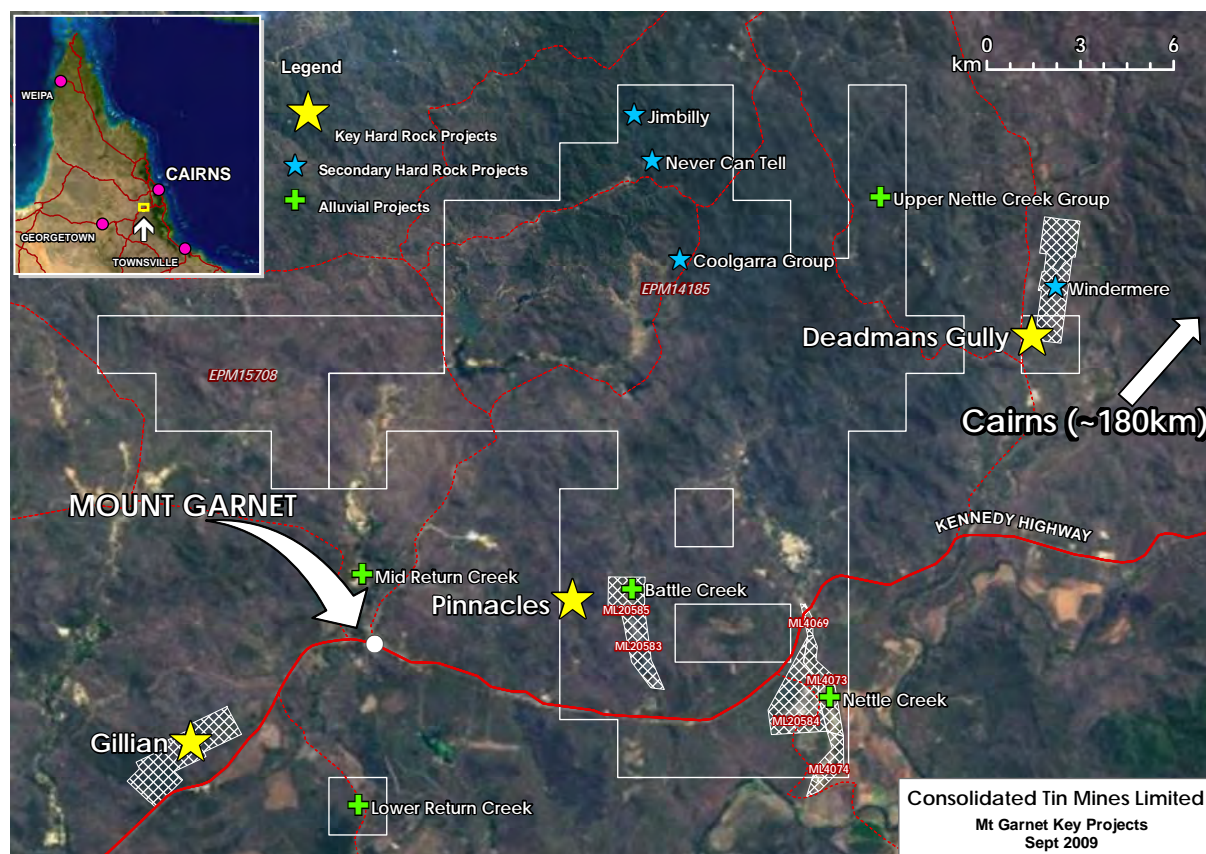 WEIPA
CAIRNS
GEORGETOWN
TOWNSVILLE
Legend
Key Hard Rock Projects
Secondary Hard Rock Projects
Alluvial Projects
0 3 6
km
Jimbilly
Never Can Tell
Upper Nettle Creek Group
Coolgarra Group
EPM14185
Windermere
Deadmans Gully
EPM15708
Cairns (~180km)
MOUNT GARNET
KENNEDY HIGHWAY
Mid Return Creek
Pinnacles
Battle Creek
ML20585
ML4069
ML20583
ML4073
Nettle Creek
ML20584
Gillian
ML4074
Lower Return Creek
Consolidated Tin Mines Limited
Mt Garnet Key Projects
Sept 2009